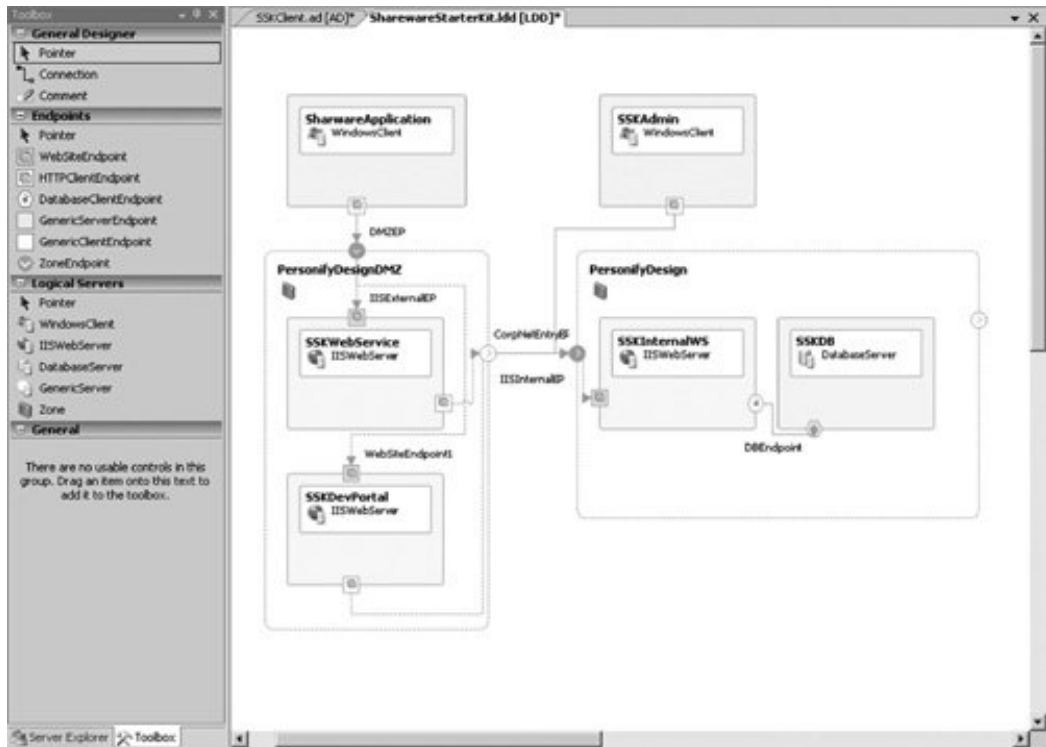 Toolbox
SSKClient.ad [AD]*
SharewareStarterKit.ldd [LDD]*
General Designer
Pointer
Connection
Comment
Endpoints
Pointer
WebSiteEndpoint
HTTPClientEndpoint
DatabaseClientEndpoint
GenericServerEndpoint
GenericClientEndpoint
ZoneEndpoint
Logical Servers
Pointer
WindowsClient
IISWebServer
DatabaseServer
GenericServer
Zone
General
There are no usable controls in this
group. Drag an item onto this text to
add it to the toolbox.
Server Explorer
Toolbox
SharwareApplication
WindowsClient
SSKAdmin
WindowsClient
DMZEP
PersonifyDesignDMZ
IISExternalEP
SSKWebService
IISWebServer
WebSiteEndpoint1
SSKDevPortal
IISWebServer
CorpNetEntryEP
IISInternalEP
PersonifyDesign
SSKInternalWS
IISWebServer
SSKDB
DatabaseServer
DBEndpoint